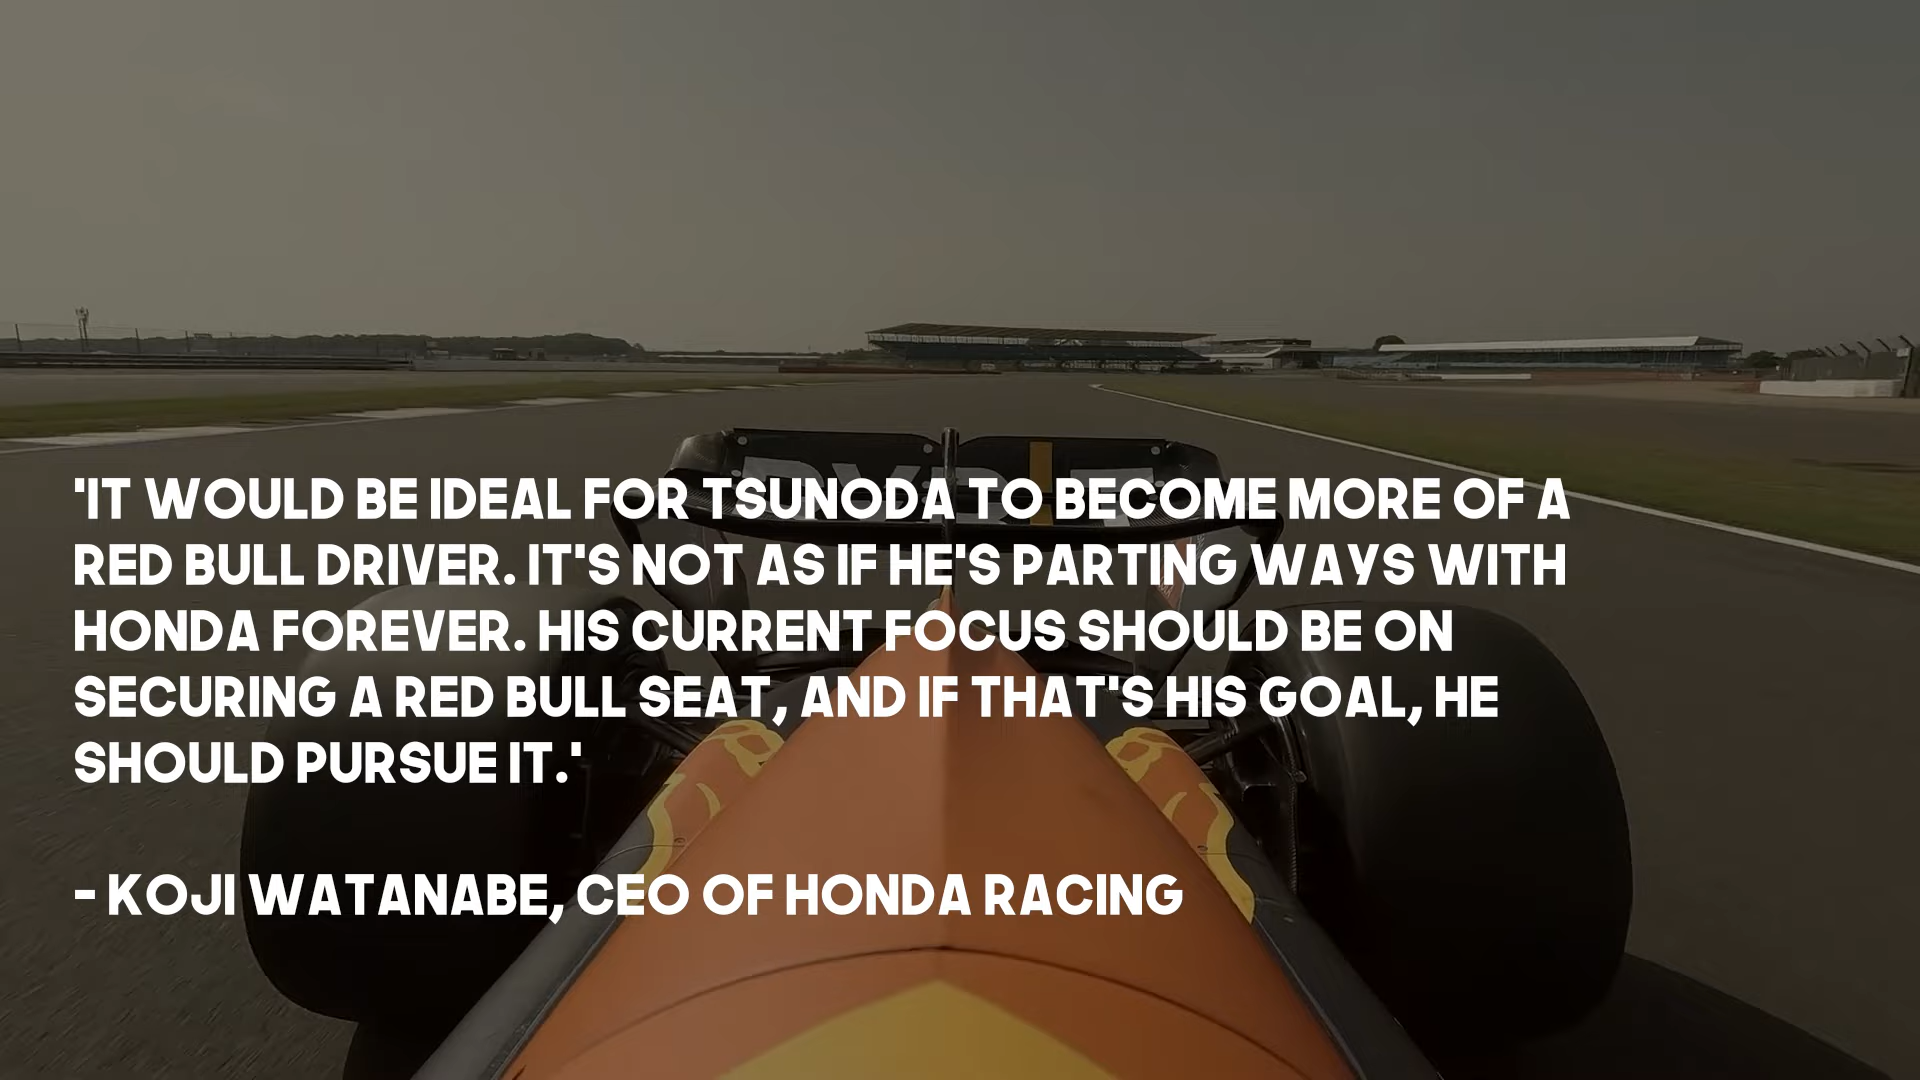 'IT WOULD BE IDEAL FOR TSUNODA TO BECOME MORE OF A
RED BULL DRIVER. IT'S NOT AS IF HE'S PARTING WAYS WITH
HONDA FOREVER. HIS CURRENT FOCUS SHOULD BE ON
SECURING A RED BULL SEAT, AND IF THAT'S HIS GOAL, HE
SHOULD PURSUE IT.'
- KOJI WATANABE, CEO OF HONDA RACING